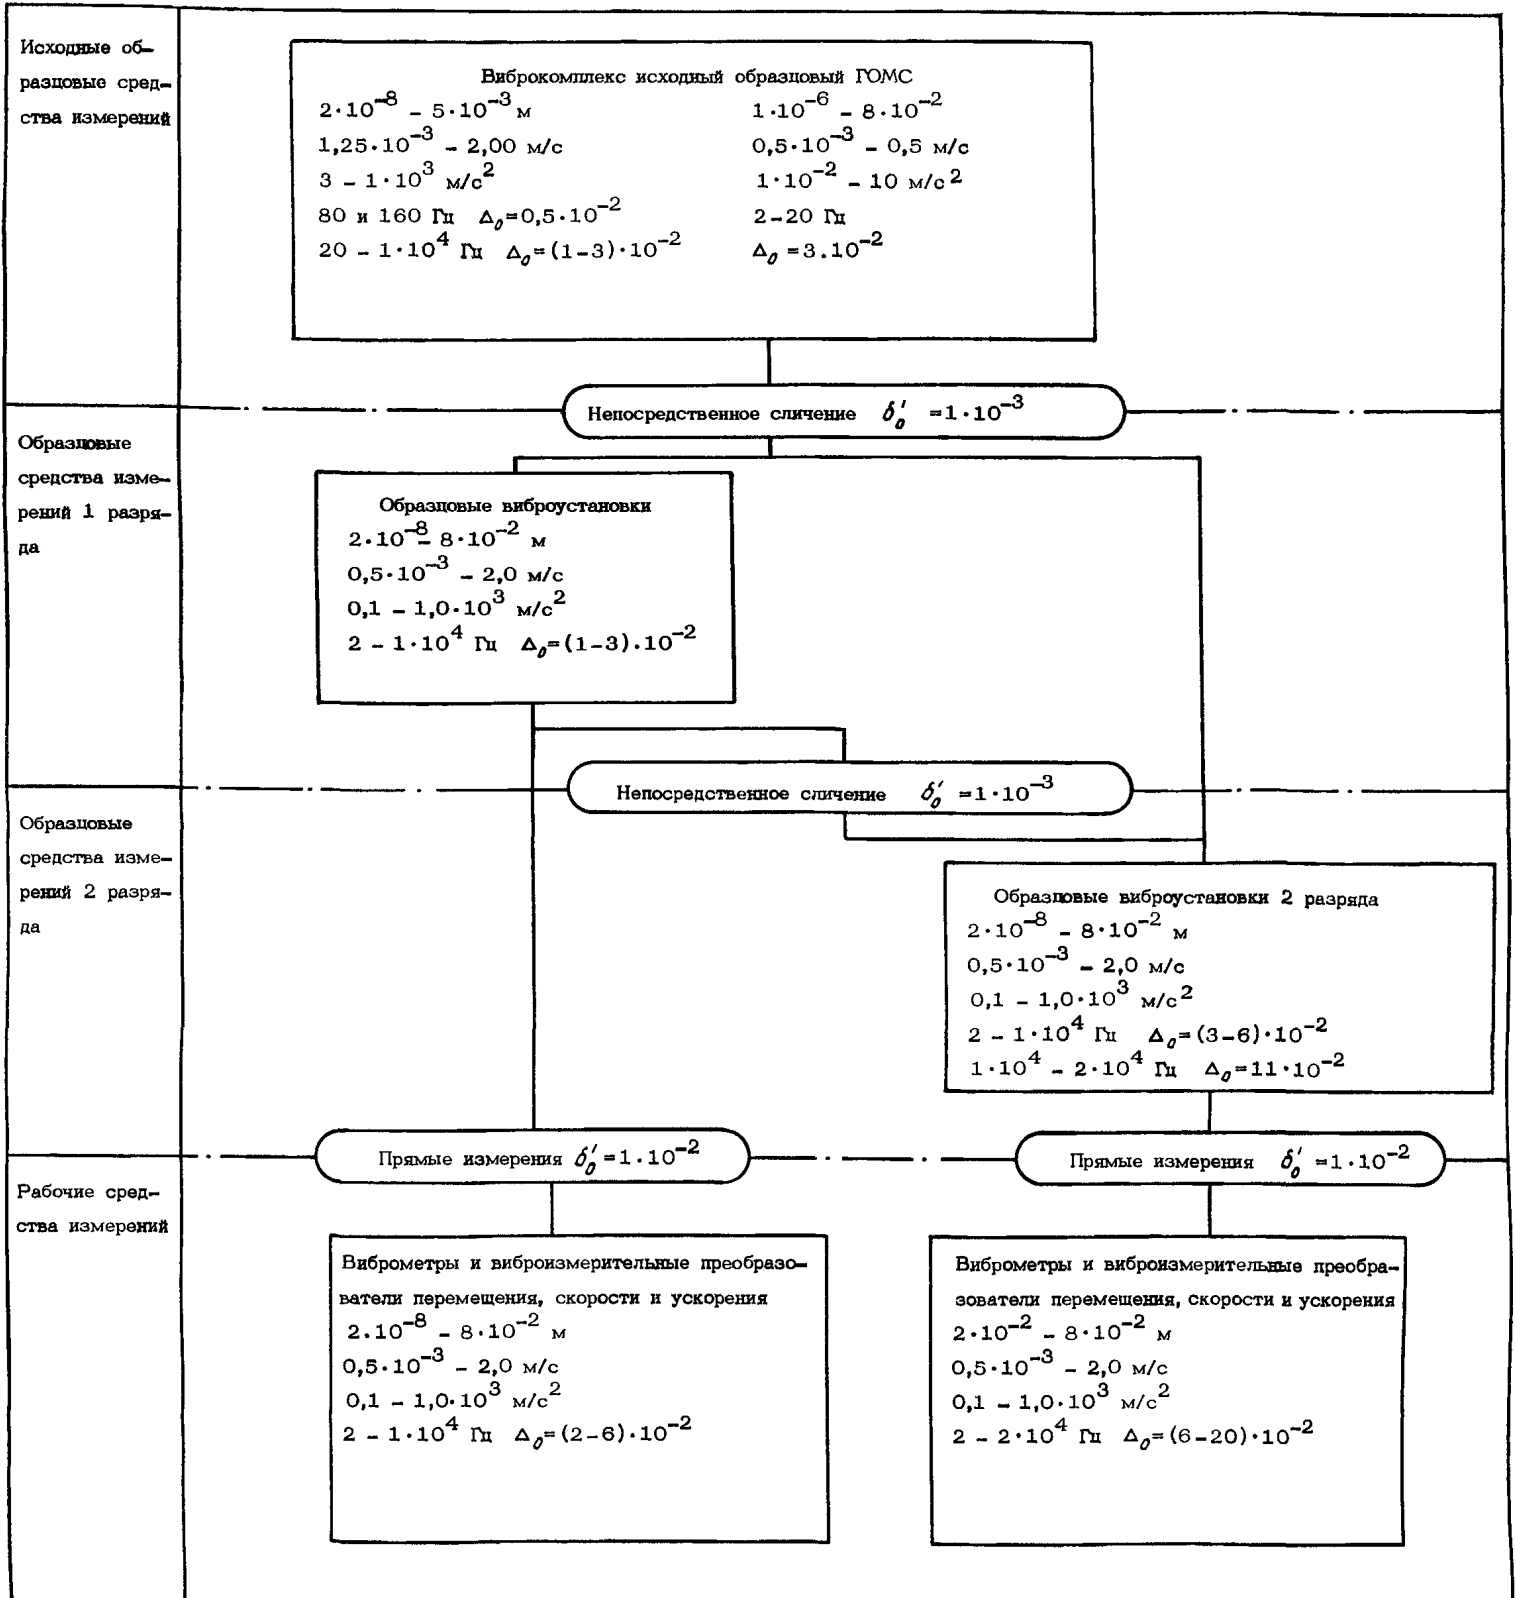 Исходные об-
разцовые сред-
ства измерений
Виброкомплекс исходный образцовый ГОМС
2·10⁻⁸ – 5·10⁻³ м
1,25·10⁻³ – 2,00 м/с
3 – 1·10³ м/с²
80 и 160 Гц Δ₀=0,5·10⁻²
20 – 1·10⁴ Гц Δ₀=(1–3)·10⁻²
1·10⁻⁶ – 8·10⁻²
0,5·10⁻³ – 0,5 м/с
1·10⁻² – 10 м/с²
2–20 Гц
Δ₀ =3.10⁻²
Непосредственное сличение δ₀′ =1·10⁻³
Образцовые
средства изме-
рений 1 разря-
да
Образцовые виброустановки
2·10⁻⁸– 8·10⁻² м
0,5·10⁻³ – 2,0 м/с
0,1 – 1,0·10³ м/с²
2 – 1·10⁴ Гц Δ₀=(1–3).10⁻²
Непосредственное сличение δ₀′ =1·10⁻³
Образцовые
средства изме-
рений 2 разря-
да
Образцовые виброустановки 2 разряда
2·10⁻⁸ – 8·10⁻² м
0,5·10⁻³ – 2,0 м/с
0,1 – 1,0·10³ м/с²
2 – 1·10⁴ Гц Δ₀=(3–6)·10⁻²
1·10⁴ – 2·10⁴ Гц Δ₀=11·10⁻²
Прямые измерения δ₀′=1.10⁻²
Прямые измерения δ₀′ =1·10⁻²
Рабочие сред-
ства измерений
Виброметры и виброизмерительные преобразо-
ватели перемещения, скорости и ускорения
2.10⁻⁸ – 8·10⁻² м
0,5·10⁻³ – 2,0 м/с
0,1 – 1,0·10³ м/с²
2 – 1·10⁴ Гц Δ₀=(2–6)·10⁻²
Виброметры и виброизмерительные преобра-
зователи перемещения, скорости и ускорения
2·10⁻² – 8·10⁻² м
0,5·10⁻³ – 2,0 м/с
0,1 – 1,0·10³ м/с²
2 – 2·10⁴ Гц Δ₀=(6–20)·10⁻²